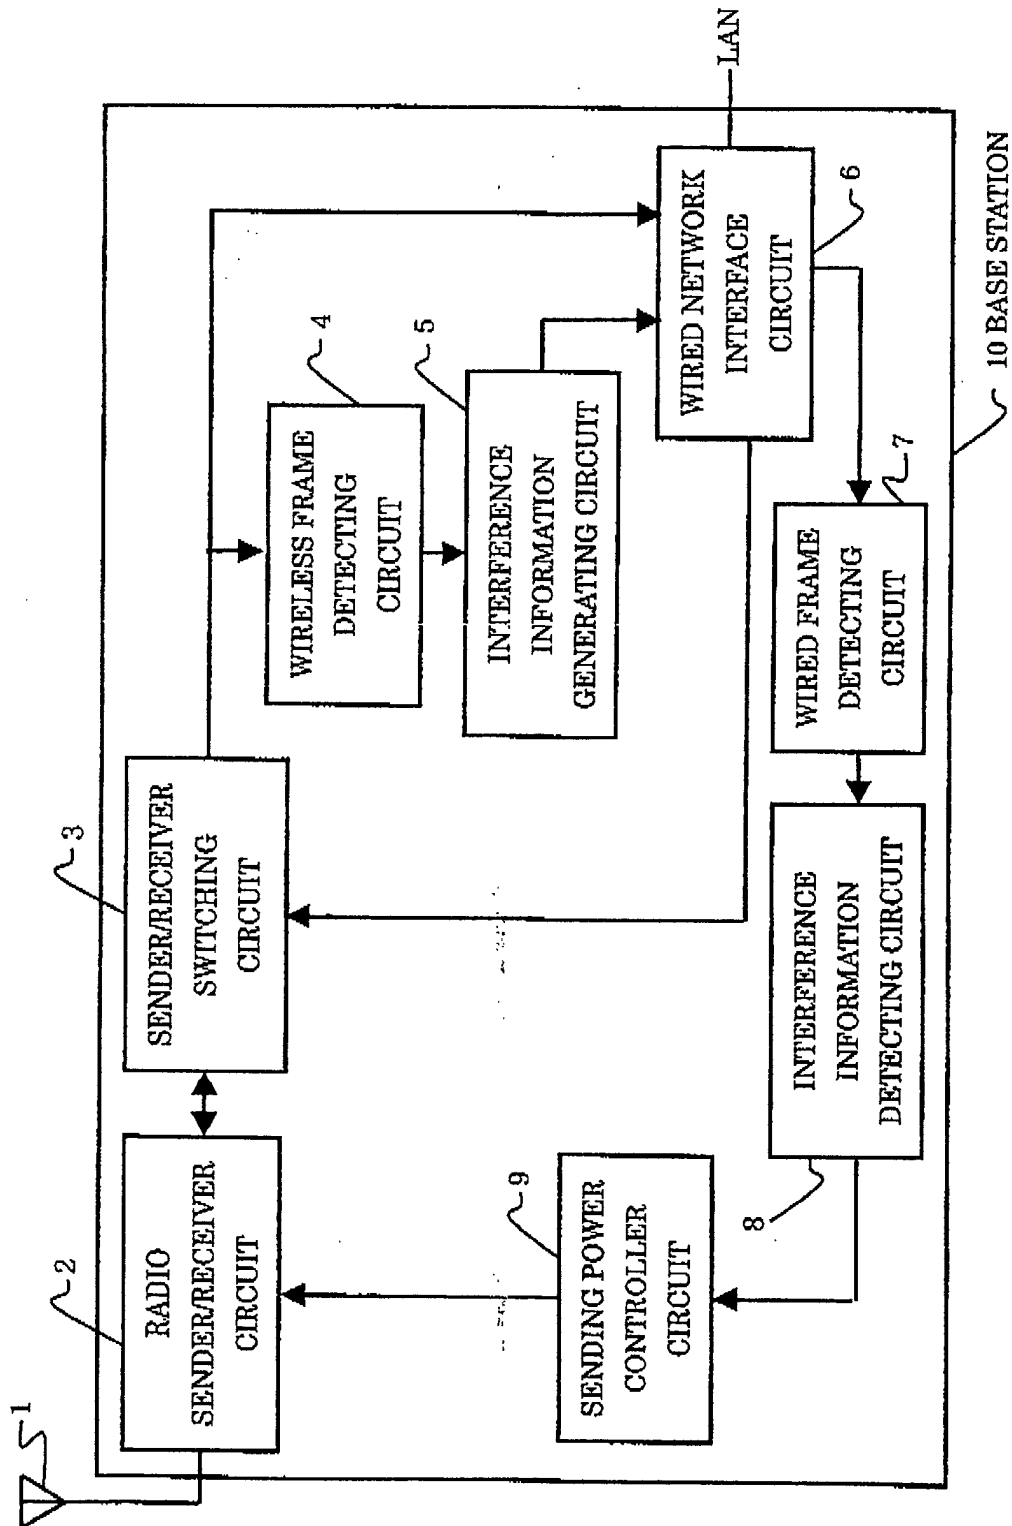 1
2
RADIO
SENDER/RECEIVER
CIRCUIT
3
SENDER/RECEIVER
SWITCHING
CIRCUIT
4
WIRELESS FRAME
DETECTING
CIRCUIT
5
INTERFERENCE
INFORMATION
GENERATING CIRCUIT
LAN
WIRED NETWORK
INTERFACE
CIRCUIT
6
9
SENDING POWER
CONTROLLER
CIRCUIT
8
INTERFERENCE
INFORMATION
DETECTING CIRCUIT
7
WIRED FRAME
DETECTING
CIRCUIT
10 BASE STATION